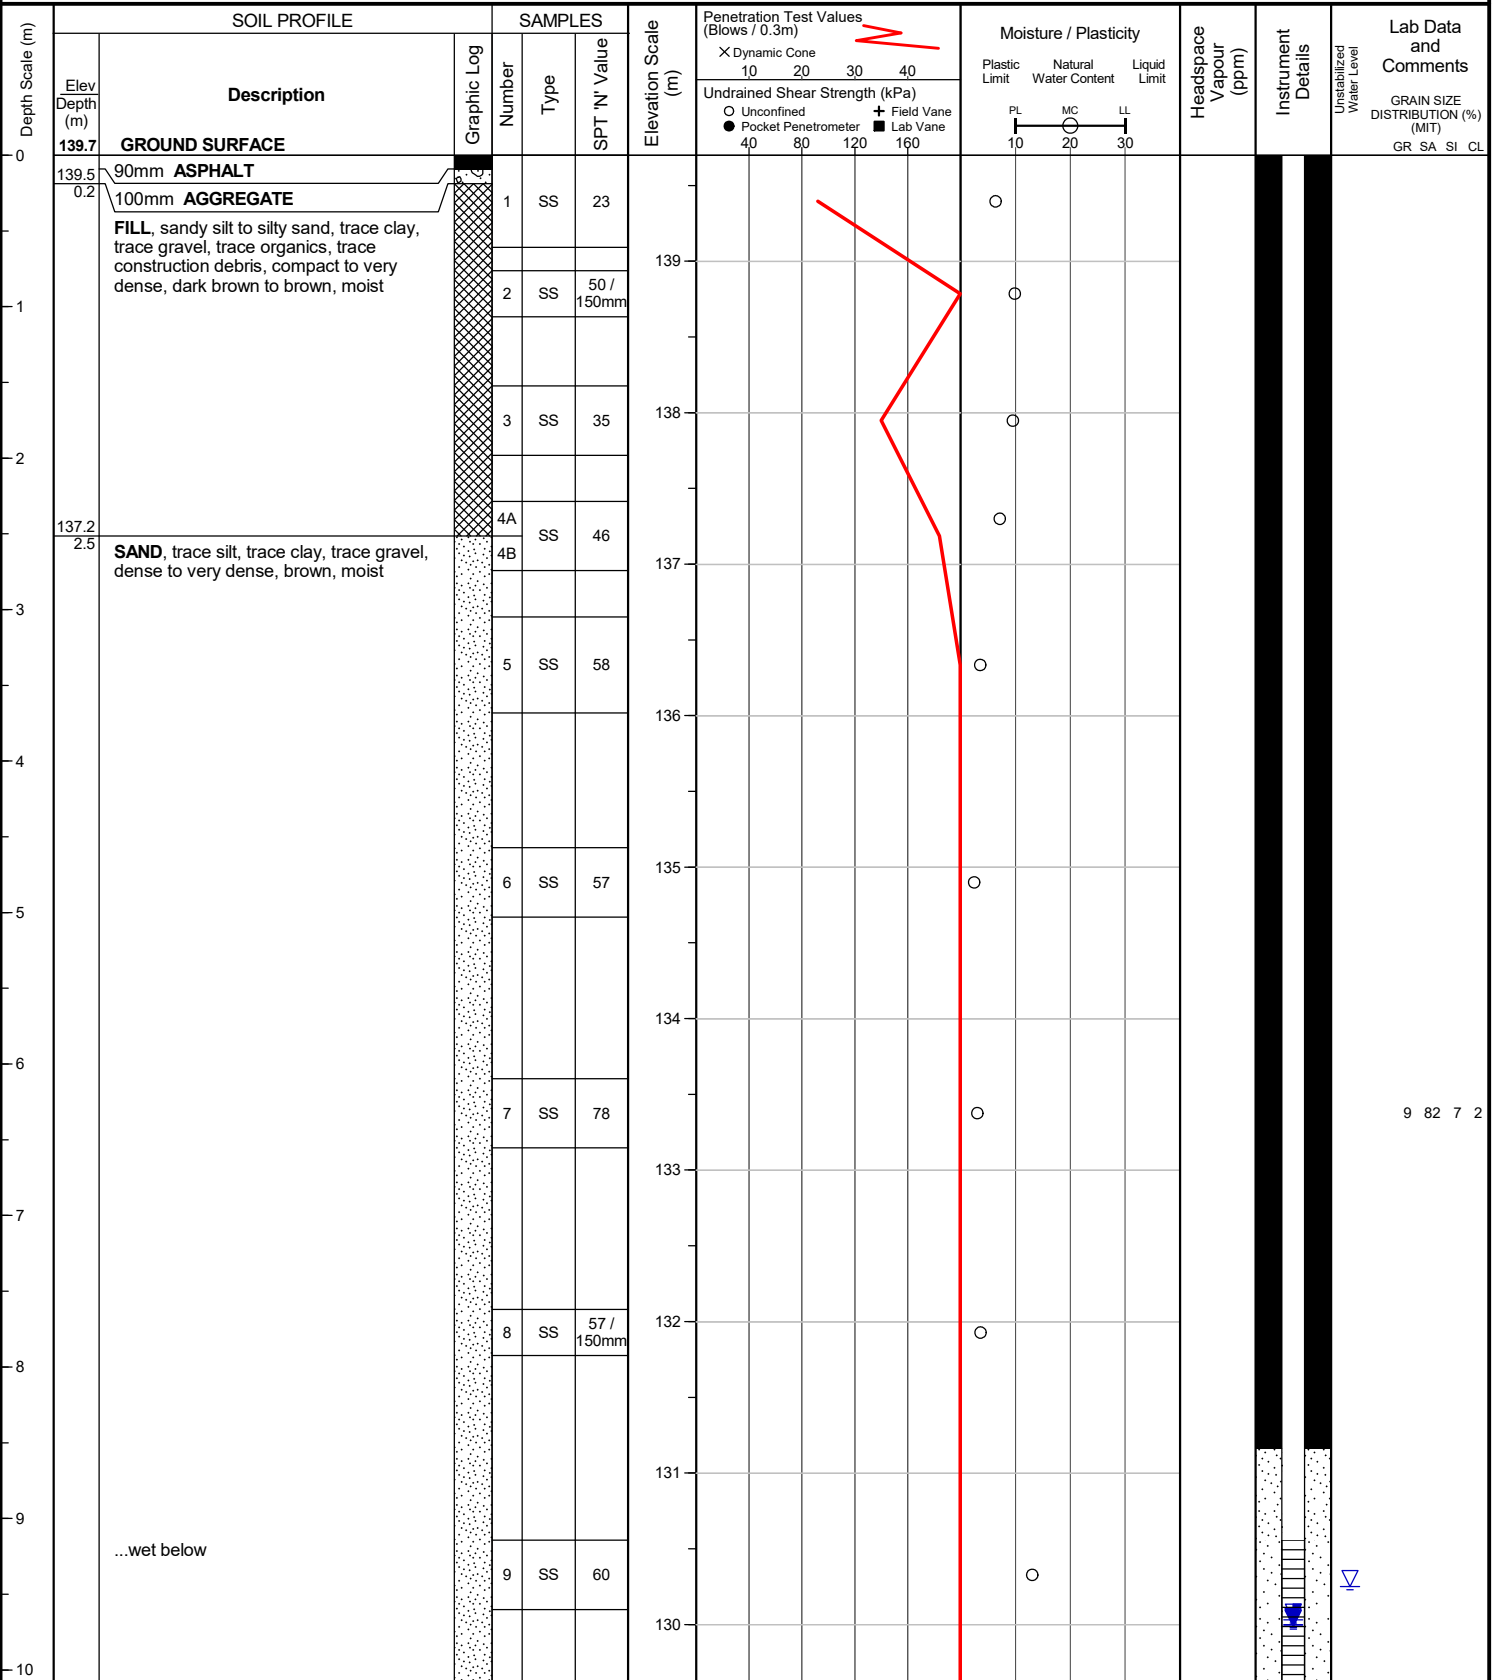 SOIL PROFILE
SAMPLES
Depth Scale (m)
Elev
Depth
(m)
Description
Graphic Log
Number
Type
SPT 'N' Value
Elevation Scale
(m)
Penetration Test Values
(Blows / 0.3m)
Dynamic Cone
10 20 30 40
Undrained Shear Strength (kPa)
Unconfined Field Vane
Pocket Penetrometer Lab Vane
40 80 120 160
Moisture / Plasticity
Plastic
Limit
Natural
Water Content
Liquid
Limit
PL MC LL
10 20 30
Headspace
Vapour
(ppm)
Instrument
Details
Unstabilized
Water Level
Lab Data
and
Comments
GRAIN SIZE
DISTRIBUTION (%)
(MIT)
GR SA SI CL
139.7 GROUND SURFACE
0
139.5 90mm ASPHALT
0.2 100mm AGGREGATE
1 SS 23
FILL, sandy silt to silty sand, trace clay,
trace gravel, trace organics, trace
construction debris, compact to very
dense, dark brown to brown, moist
139
2 SS 50 /
150mm
1
138
3 SS 35
2
4A
SS 46
137.2
2.5
4B
SAND, trace silt, trace clay, trace gravel,
dense to very dense, brown, moist
137
3
5 SS 58
136
4
135
6 SS 57
5
134
6
7 SS 78
9 82 7 2
133
7
132
8 SS 57 /
150mm
8
131
9
...wet below
9 SS 60
130
10